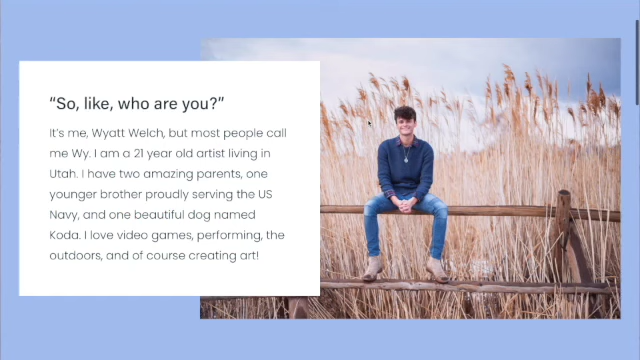 “So, like, who are you?”
It’s me, Wyatt Welch, but most people call
me Wy. I am a 21 year old artist living in
Utah. I have two amazing parents, one
younger brother proudly serving the US
Navy, and one beautiful dog named
Koda. I love video games, performing, the
outdoors, and of course creating art!